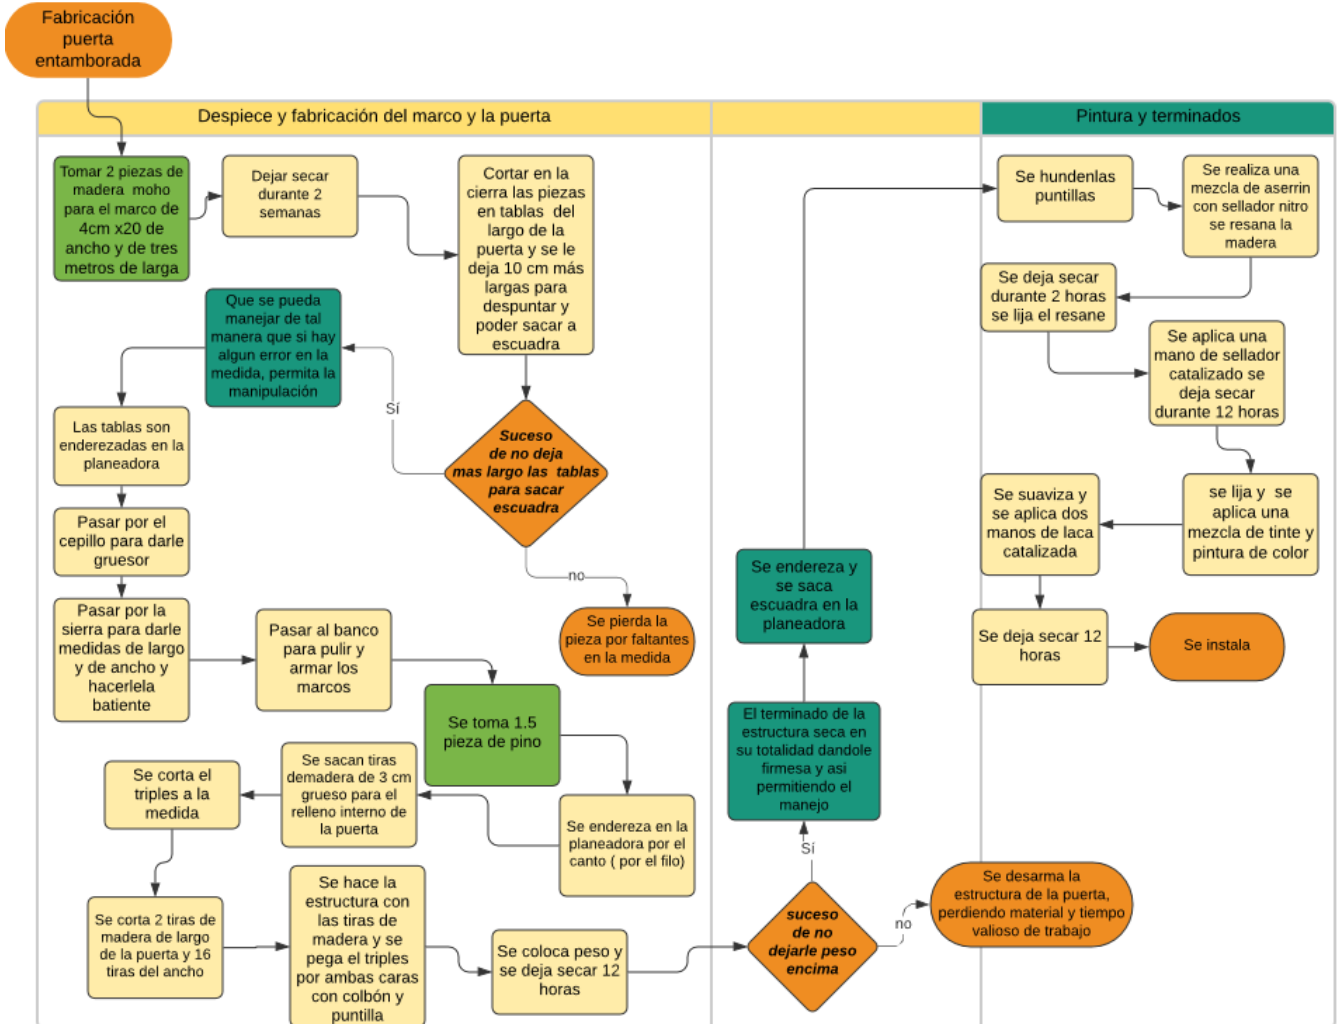 Fabricación
puerta
entamborada
Despiece y fabricación del marco y la puerta
Pintura y terminados
Tomar 2 piezas de
madera  moho
para el marco de
4cm x20 de
ancho y de tres
metros de larga
Dejar secar
durante 2
semanas
Cortar en la
cierra las piezas
en tablas  del
largo de la
puerta y se le
deja 10 cm más
largas para
despuntar y
poder sacar a
escuadra
Suceso
de no deja
mas largo las  tablas
para sacar
escuadra
Sí
Que se pueda
manejar de tal
manera que si hay
algun error en la
medida, permita la
manipulación
no
Se pierda la
pieza por faltantes
en la medida
Las tablas son
enderezadas en la
planeadora
Pasar por el
cepillo para darle
gruesor
Pasar por la
sierra para darle
medidas de largo
y de ancho y
hacerlela
batiente
Pasar al banco
para pulir y
armar los
marcos
Se toma 1.5
pieza de pino
Se endereza en la
planeadora por el
canto ( por el filo)
Se sacan tiras
demadera de 3 cm
grueso para el
relleno interno de
la puerta
Se corta el
triples a la
medida
Se corta 2 tiras de
madera de largo
de la puerta y 16
tiras del ancho
Se hace la
estructura con
las tiras de
madera y se
pega el triples
por ambas caras
con colbón y
puntilla
Se coloca peso y
se deja secar 12
horas
suceso
de no
dejarle peso
encima
no
Se desarma la
estructura de la puerta,
perdiendo material y tiempo
valioso de trabajo
Sí
El terminado de la
estructura seca en
su totalidad dandole
firmesa y asi
permitiendo el
manejo
Se endereza y
se saca
escuadra en la
planeadora
Se hundenlas
puntillas
Se realiza una
mezcla de aserrin
con sellador nitro
se resana la
madera
Se deja secar
durante 2 horas
se lija el resane
Se aplica una
mano de sellador
catalizado se
deja secar
durante 12 horas
se lija y  se
aplica una
mezcla de tinte y
pintura de color
Se suaviza y
se aplica dos
manos de laca
catalizada
Se deja secar 12
horas
Se instala